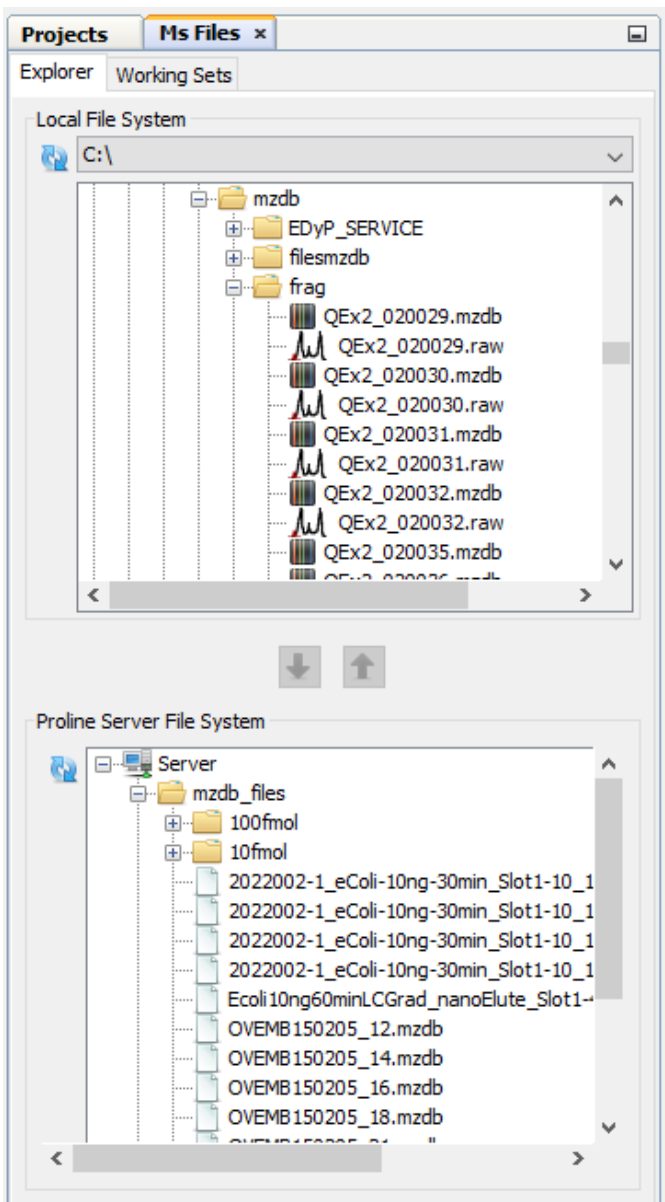 Projects
Ms Files ×
Explorer
Working Sets
Local File System
C:\
mzdb
EDyP_SERVICE
filesmzdb
frag
QEx2_020029.mzdb
QEx2_020029.raw
QEx2_020030.mzdb
QEx2_020030.raw
QEx2_020031.mzdb
QEx2_020031.raw
QEx2_020032.mzdb
QEx2_020032.raw
QEx2_020035.mzdb
Proline Server File System
Server
mzdb_files
100fmol
10fmol
2022002-1_eColi-10ng-30min_Slot1-10_1
2022002-1_eColi-10ng-30min_Slot1-10_1
2022002-1_eColi-10ng-30min_Slot1-10_1
2022002-1_eColi-10ng-30min_Slot1-10_1
Ecoli10ng60minLCGrad_nanoElute_Slot1-
OVEMB150205_12.mzdb
OVEMB150205_14.mzdb
OVEMB150205_16.mzdb
OVEMB150205_18.mzdb